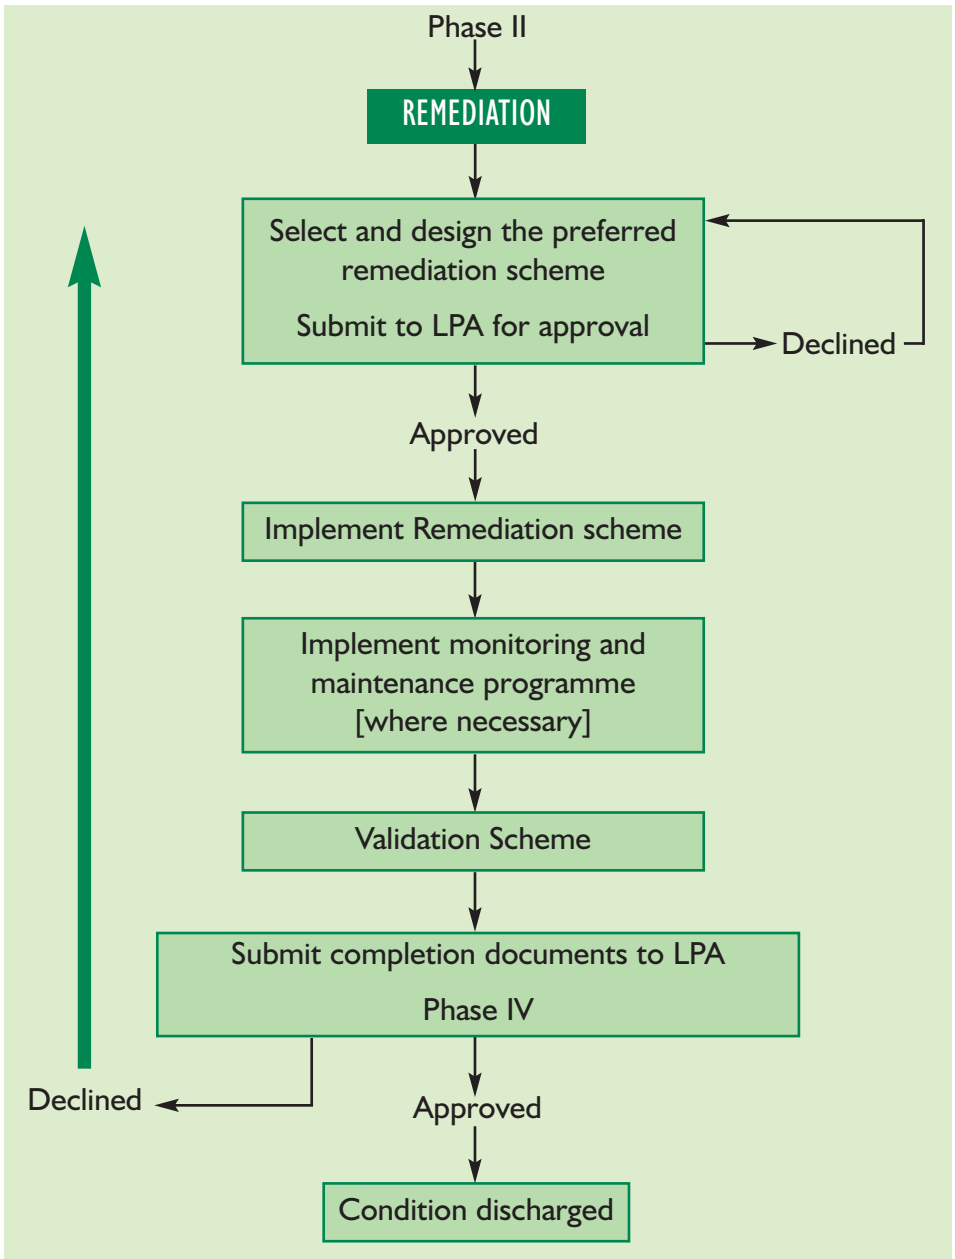 Phase II
REMEDIATION
Select and design the preferred
remediation scheme
Submit to LPA for approval
Declined
Approved
Implement Remediation scheme
Implement monitoring and
maintenance programme
[where necessary]
Validation Scheme
Submit completion documents to LPA
Phase IV
Declined
Approved
Condition discharged